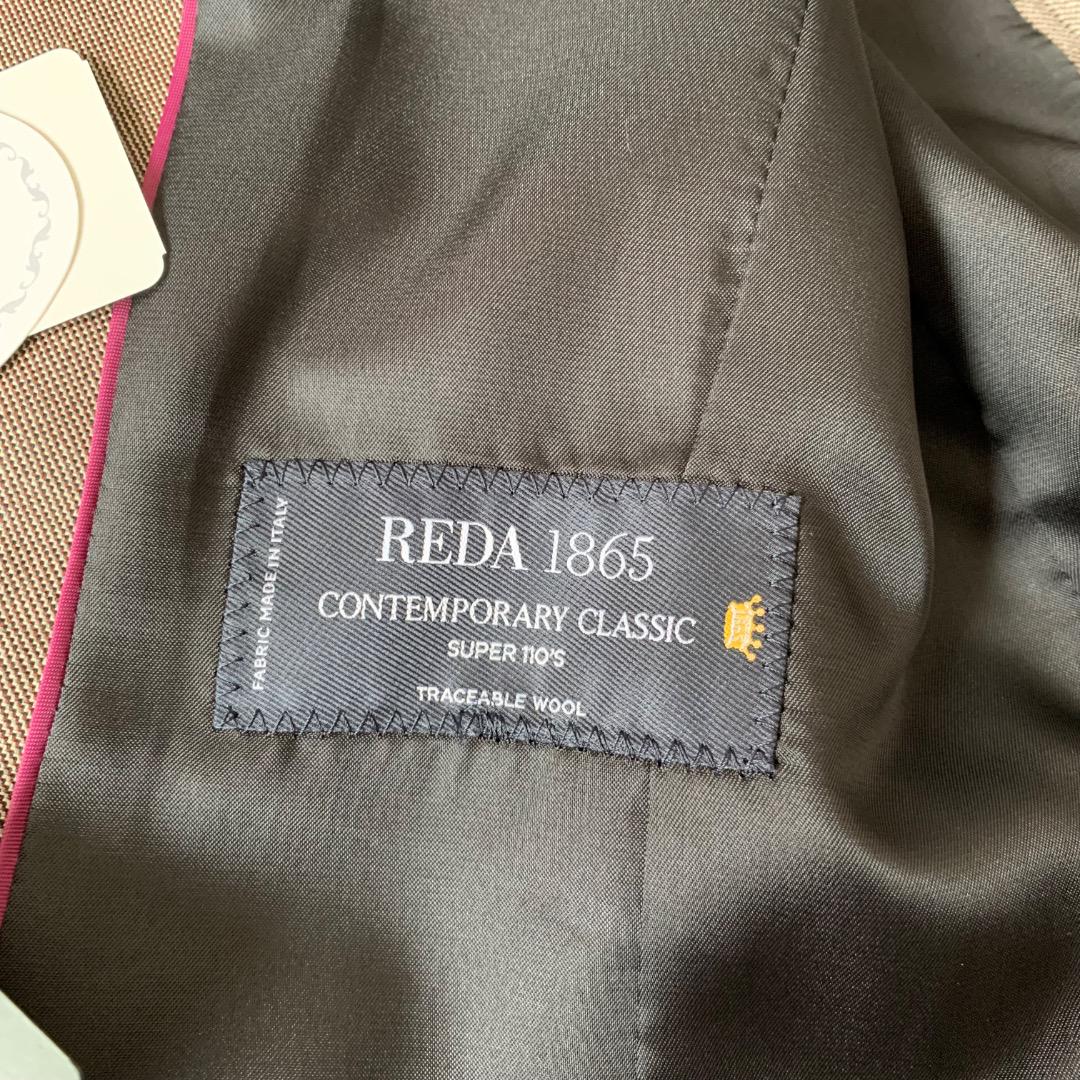 REDA 1865
CONTEMPORARY CLASSIC
SUPER 110'S
TRACEABLE WOOL
FABRIC MADE IN ITALY